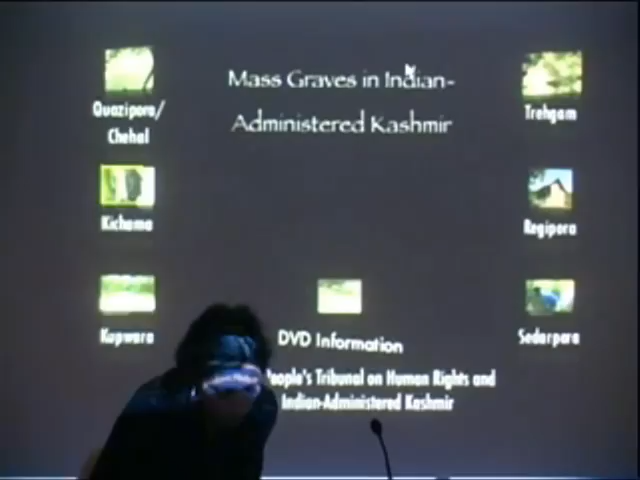 Mass Graves in Indian-
Administered Kashmir
Quazipora/
Chehal
Kichama
Kupwara
Trehgam
Regipora
Sedarpara
DVD Information
People's Tribunal on Human Rights and
Indian-Administered Kashmir